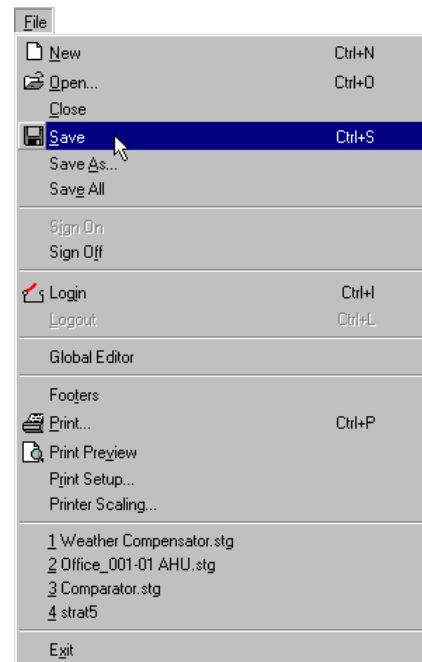 File
New Ctrl+N
Open... Ctrl+O
Close
Save Ctrl+S
Save As...
Save All
Sign On
Sign Off
Login Ctrl+I
Logout Ctrl+L
Global Editor
Footers
Print... Ctrl+P
Print Preview
Print Setup...
Printer Scaling...
1 Weather Compensator.stg
2 Office_001-01 AHU.stg
3 Comparator.stg
4 strat5
Exit